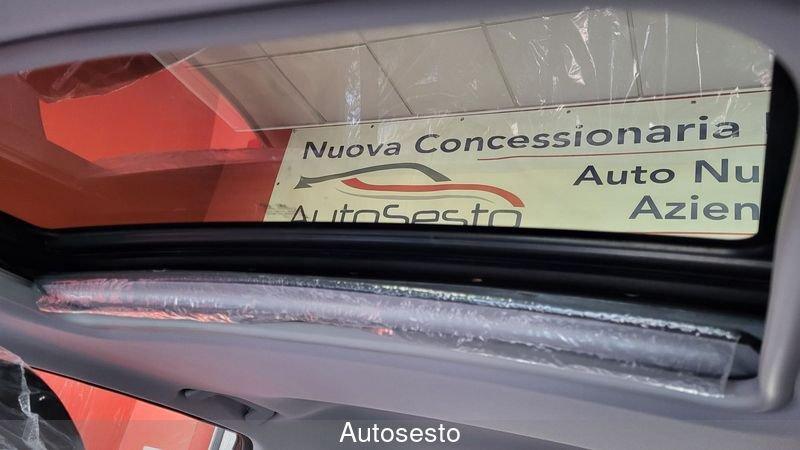 Nuova Concessionaria
Auto Nu
Azien
AutoSesto
Autosesto